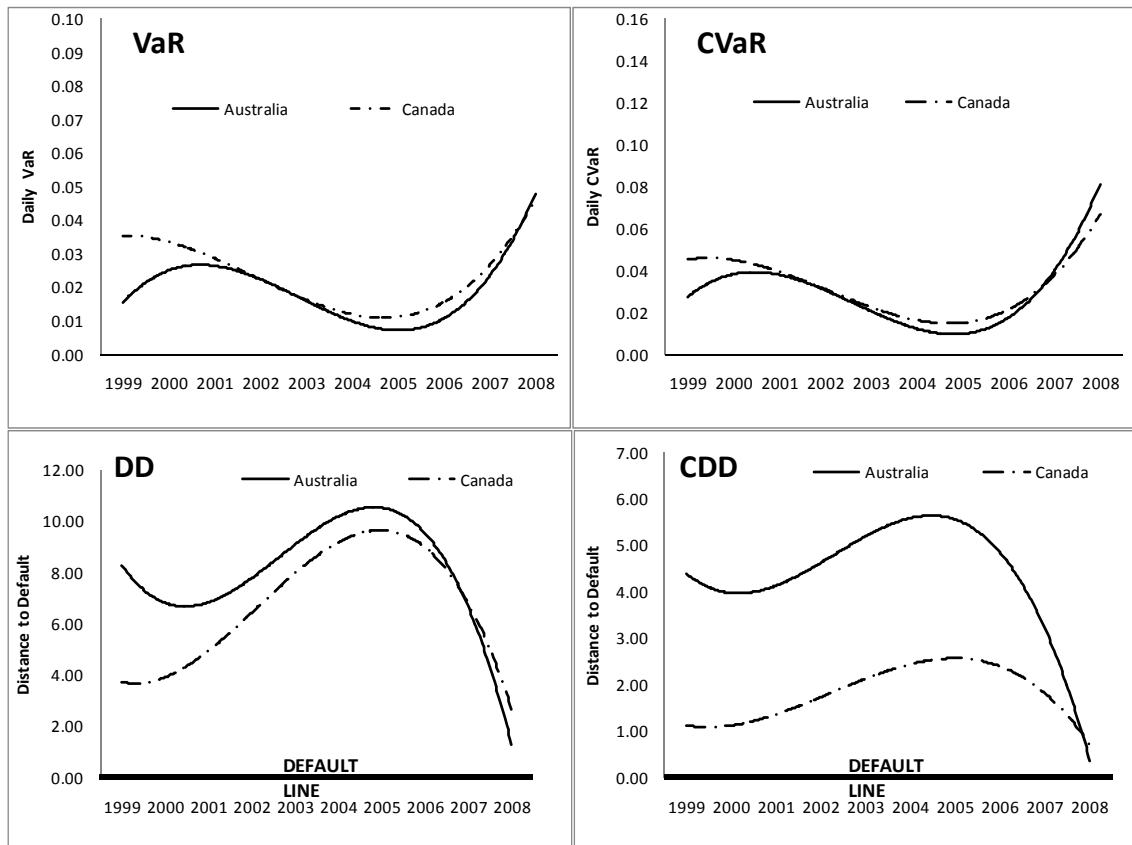 VaR
0.10
0.09
0.08
0.07
0.06
0.05
0.04
0.03
0.02
0.01
0.00
Daily VaR
Australia Canada
1999 2000 2001 2002 2003 2004 2005 2006 2007 2008
CVaR
0.16
0.14
0.12
0.10
0.08
0.06
0.04
0.02
0.00
Daily CVaR
Australia Canada
1999 2000 2001 2002 2003 2004 2005 2006 2007 2008
DD
12.00
10.00
8.00
6.00
4.00
2.00
0.00
Distance to Default
Australia Canada
DEFAULT
LINE
1999 2000 2001 2002 2003 2004 2005 2006 2007 2008
CDD
7.00
6.00
5.00
4.00
3.00
2.00
1.00
0.00
Distance to Default
Australia Canada
DEFAULT
LINE
1999 2000 2001 2002 2003 2004 2005 2006 2007 2008